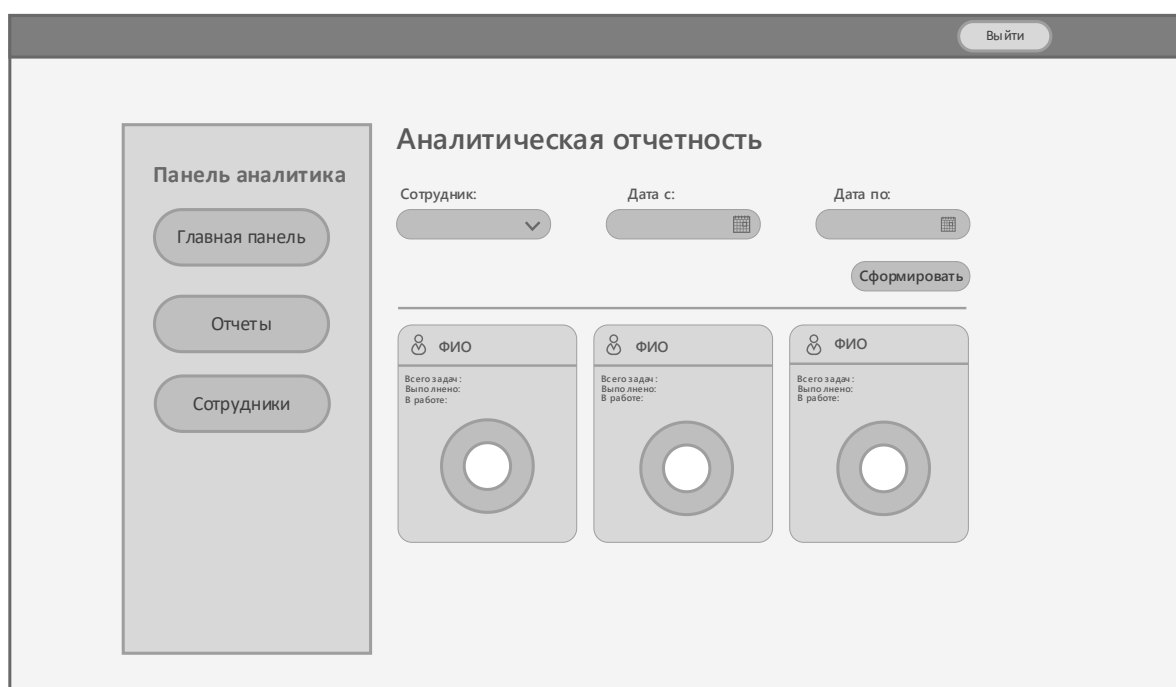 Выйти
Панель аналитика
Главная панель
Отчеты
Сотрудники
Аналитическая отчетность
Сотрудник:
Дата с:
Дата по:
Сформировать
ФИО
Всего задач:
Выполнено:
В работе:
ФИО
Всего задач:
Выполнено:
В работе:
ФИО
Всего задач:
Выполнено:
В работе: